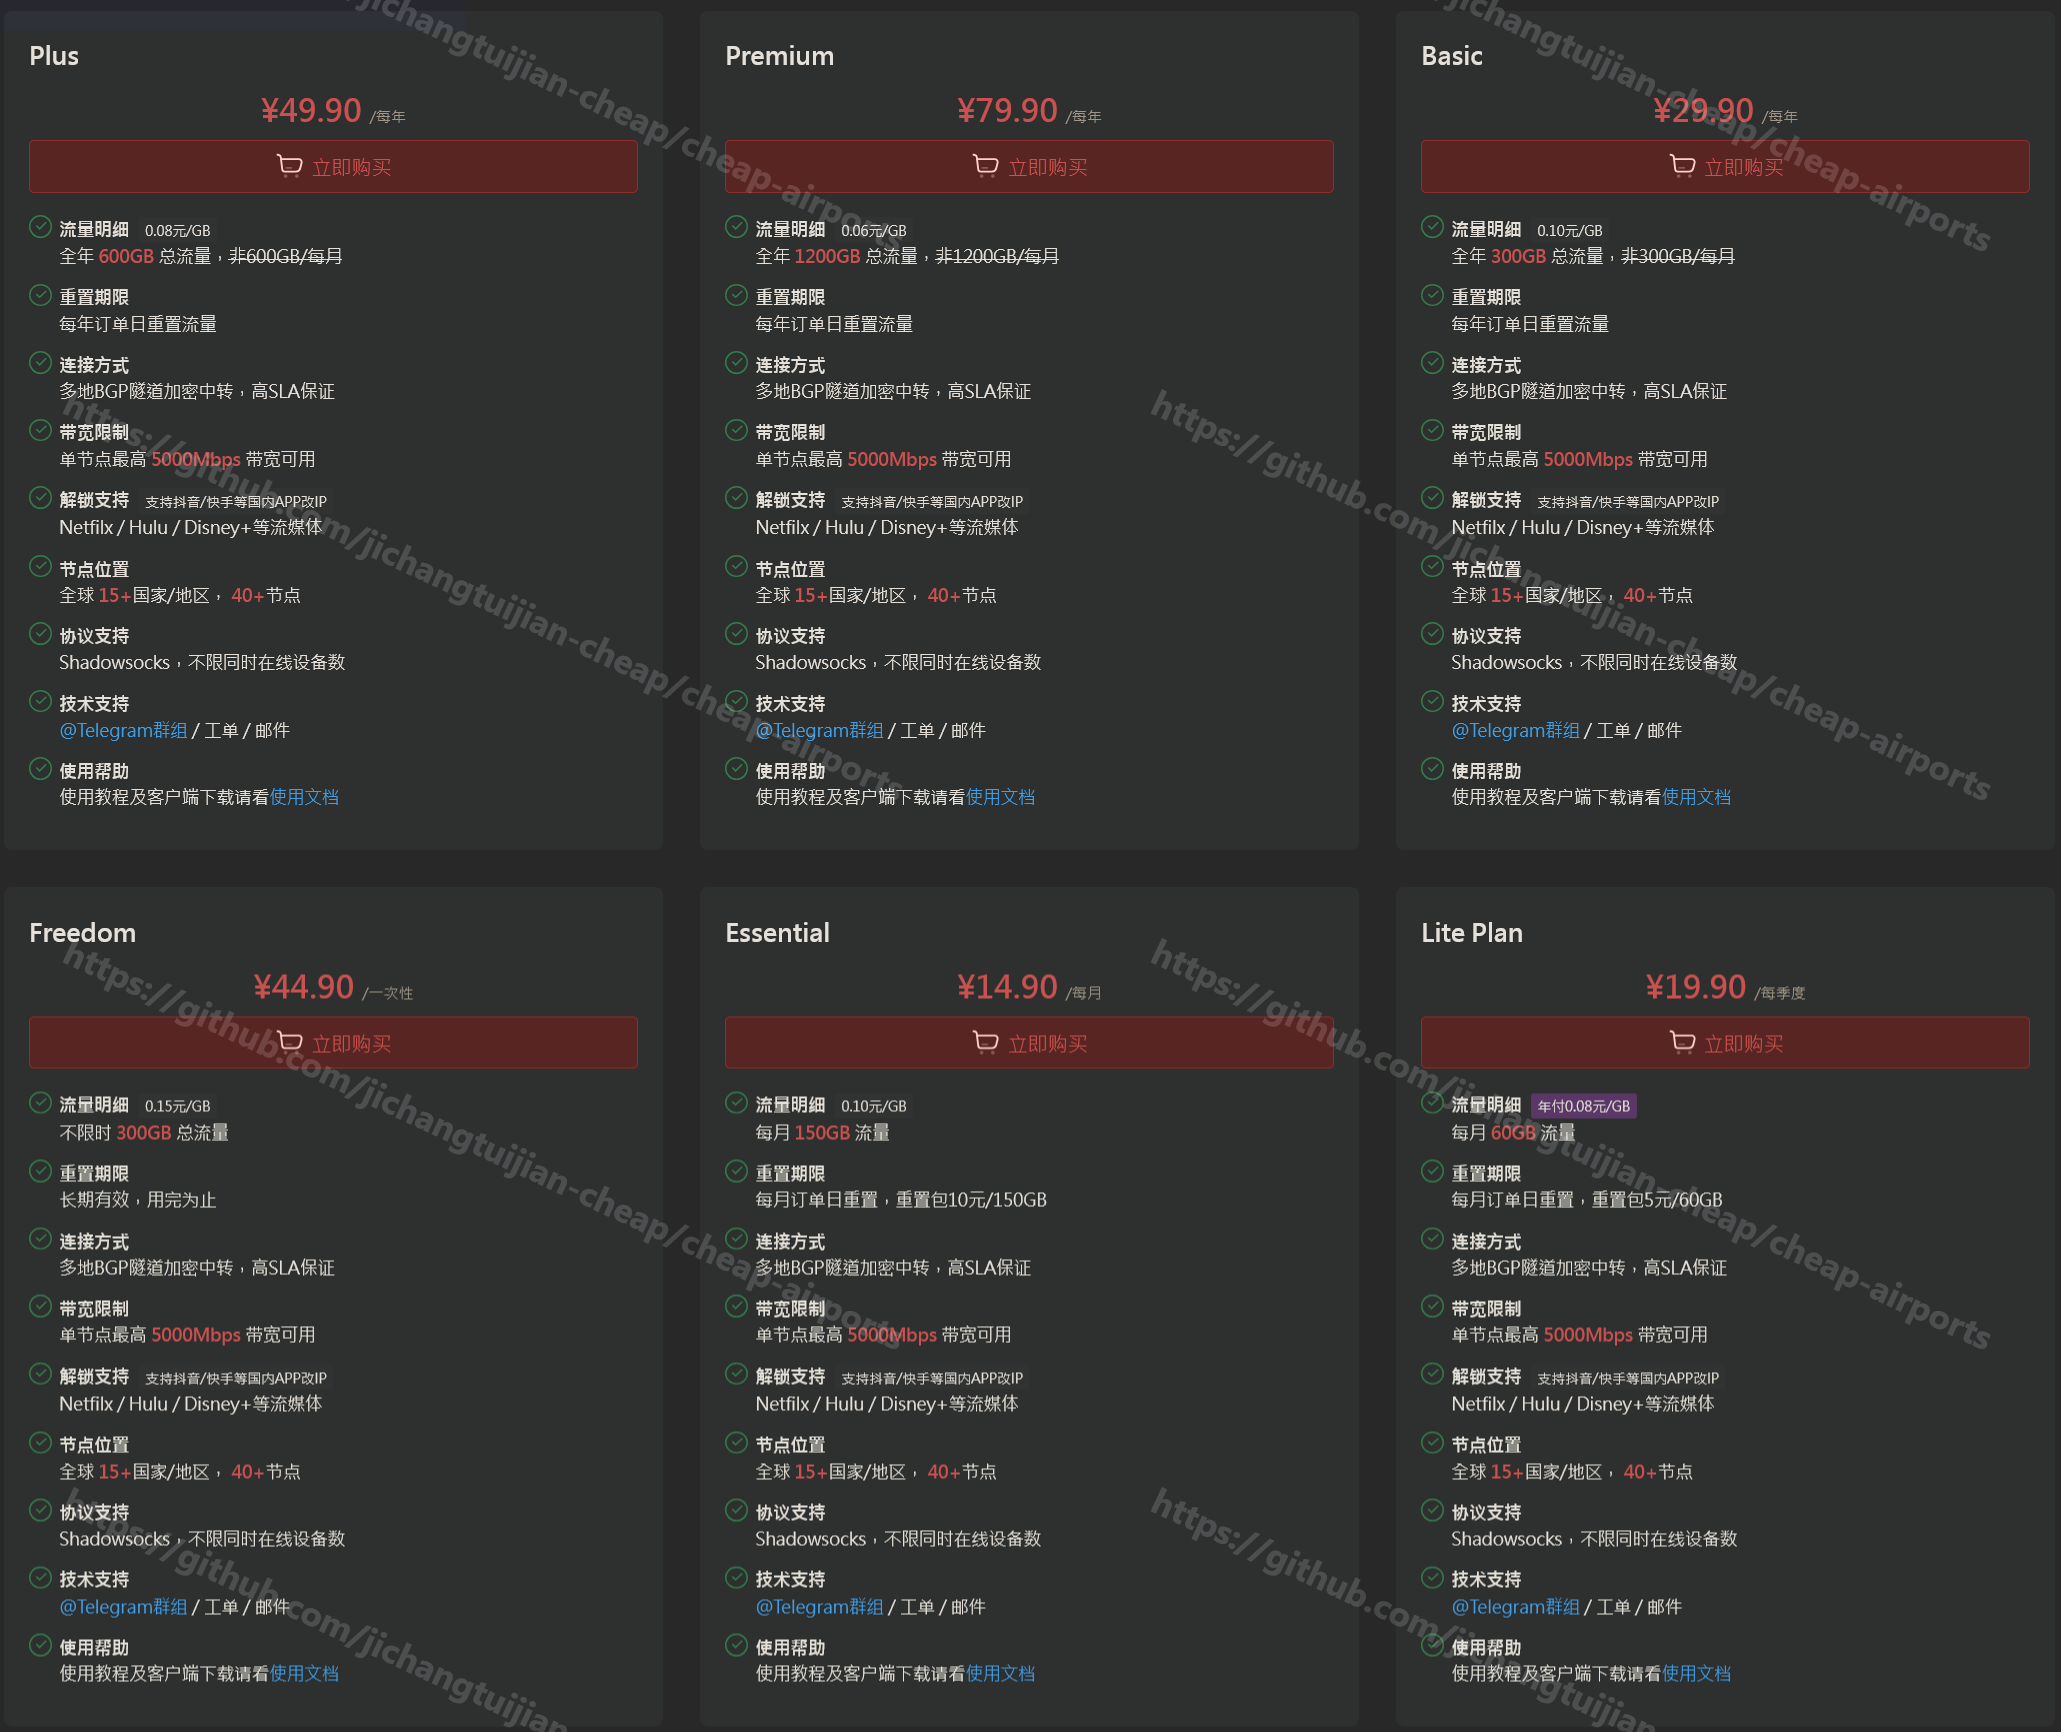 Plus
¥49.90 /每年
立即购买
流量明细 0.08元/GB
全年 600GB 总流量，非600GB/每月
重置期限
每年订单日重置流量
连接方式
多地BGP隧道加密中转，高SLA保证
带宽限制
单节点最高 5000Mbps 带宽可用
解锁支持 支持抖音/快手等国内APP改IP
Netfilx / Hulu / Disney+等流媒体
节点位置
全球 15+国家/地区， 40+节点
协议支持
Shadowsocks，不限同时在线设备数
技术支持
@Telegram群组 / 工单 / 邮件
使用帮助
使用教程及客户端下载请看使用文档
Premium
¥79.90 /每年
立即购买
流量明细 0.06元/GB
全年 1200GB 总流量，非1200GB/每月
重置期限
每年订单日重置流量
连接方式
多地BGP隧道加密中转，高SLA保证
带宽限制
单节点最高 5000Mbps 带宽可用
解锁支持 支持抖音/快手等国内APP改IP
Netfilx / Hulu / Disney+等流媒体
节点位置
全球 15+国家/地区， 40+节点
协议支持
Shadowsocks，不限同时在线设备数
技术支持
@Telegram群组 / 工单 / 邮件
使用帮助
使用教程及客户端下载请看使用文档
Basic
¥29.90 /每年
立即购买
流量明细 0.10元/GB
全年 300GB 总流量，非300GB/每月
重置期限
每年订单日重置流量
连接方式
多地BGP隧道加密中转，高SLA保证
带宽限制
单节点最高 5000Mbps 带宽可用
解锁支持 支持抖音/快手等国内APP改IP
Netfilx / Hulu / Disney+等流媒体
节点位置
全球 15+国家/地区， 40+节点
协议支持
Shadowsocks，不限同时在线设备数
技术支持
@Telegram群组 / 工单 / 邮件
使用帮助
使用教程及客户端下载请看使用文档
Freedom
¥44.90 /一次性
立即购买
流量明细 0.15元/GB
不限时 300GB 总流量
重置期限
长期有效，用完为止
连接方式
多地BGP隧道加密中转，高SLA保证
带宽限制
单节点最高 5000Mbps 带宽可用
解锁支持 支持抖音/快手等国内APP改IP
Netfilx / Hulu / Disney+等流媒体
节点位置
全球 15+国家/地区， 40+节点
协议支持
Shadowsocks，不限同时在线设备数
技术支持
@Telegram群组 / 工单 / 邮件
使用帮助
使用教程及客户端下载请看使用文档
Essential
¥14.90 /每月
立即购买
流量明细 0.10元/GB
每月 150GB 流量
重置期限
每月订单日重置，重置包10元/150GB
连接方式
多地BGP隧道加密中转，高SLA保证
带宽限制
单节点最高 5000Mbps 带宽可用
解锁支持 支持抖音/快手等国内APP改IP
Netfilx / Hulu / Disney+等流媒体
节点位置
全球 15+国家/地区， 40+节点
协议支持
Shadowsocks，不限同时在线设备数
技术支持
@Telegram群组 / 工单 / 邮件
使用帮助
使用教程及客户端下载请看使用文档
Lite Plan
¥19.90 /每季度
立即购买
流量明细 年付0.08元/GB
每月 60GB 流量
重置期限
每月订单日重置，重置包5元/60GB
连接方式
多地BGP隧道加密中转，高SLA保证
带宽限制
单节点最高 5000Mbps 带宽可用
解锁支持 支持抖音/快手等国内APP改IP
Netfilx / Hulu / Disney+等流媒体
节点位置
全球 15+国家/地区， 40+节点
协议支持
Shadowsocks，不限同时在线设备数
技术支持
@Telegram群组 / 工单 / 邮件
使用帮助
使用教程及客户端下载请看使用文档
/jichangtuijian-cheap/cheap-airports
/jichangtuijian-cheap/cheap-airports
https://github.com/jichangtuijian-cheap/cheap-airports
https://github.com/jichangtuijian-cheap/cheap-airports
https://github.com/jichangtuijian-cheap/cheap-airports
https://github.com/jichangtuijian-cheap/cheap-airports
https://github.com/jichangtuijian
https://github.com/jichangtuijian